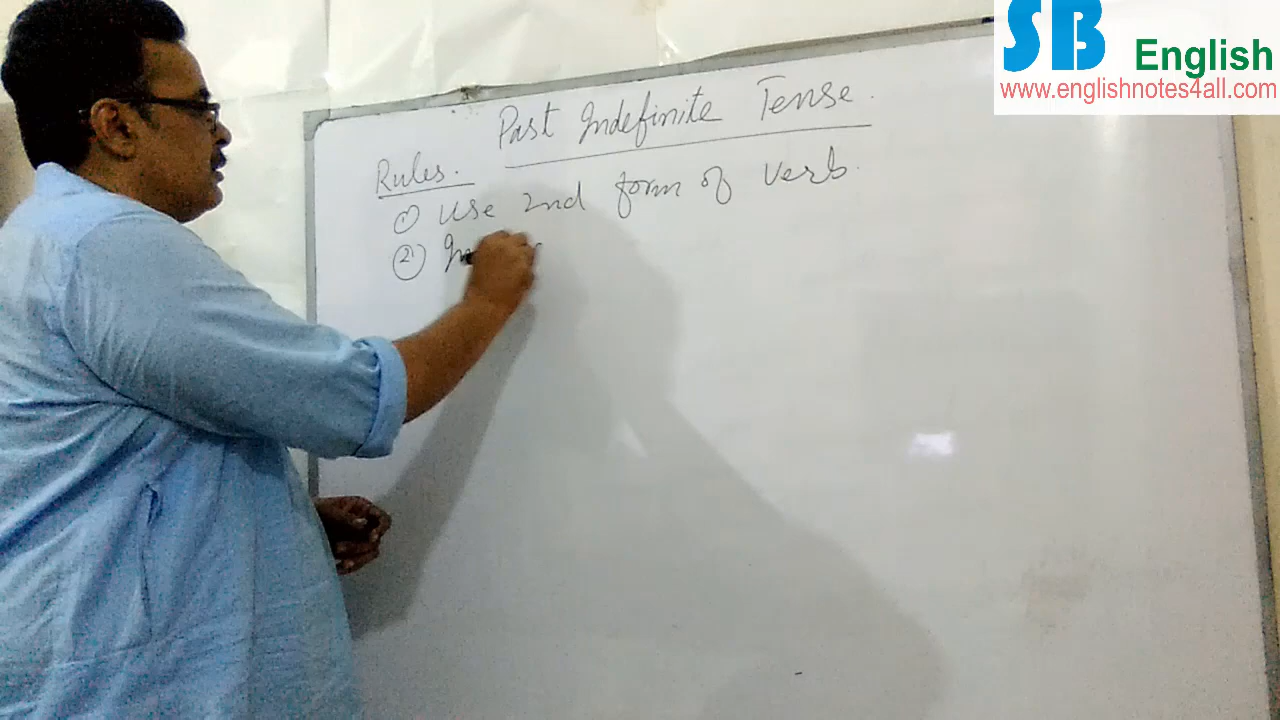 SB English
www.englishnotes4all.com
Past Indefinite Tense.
Rules.
① Use 2nd form of Verb.
②